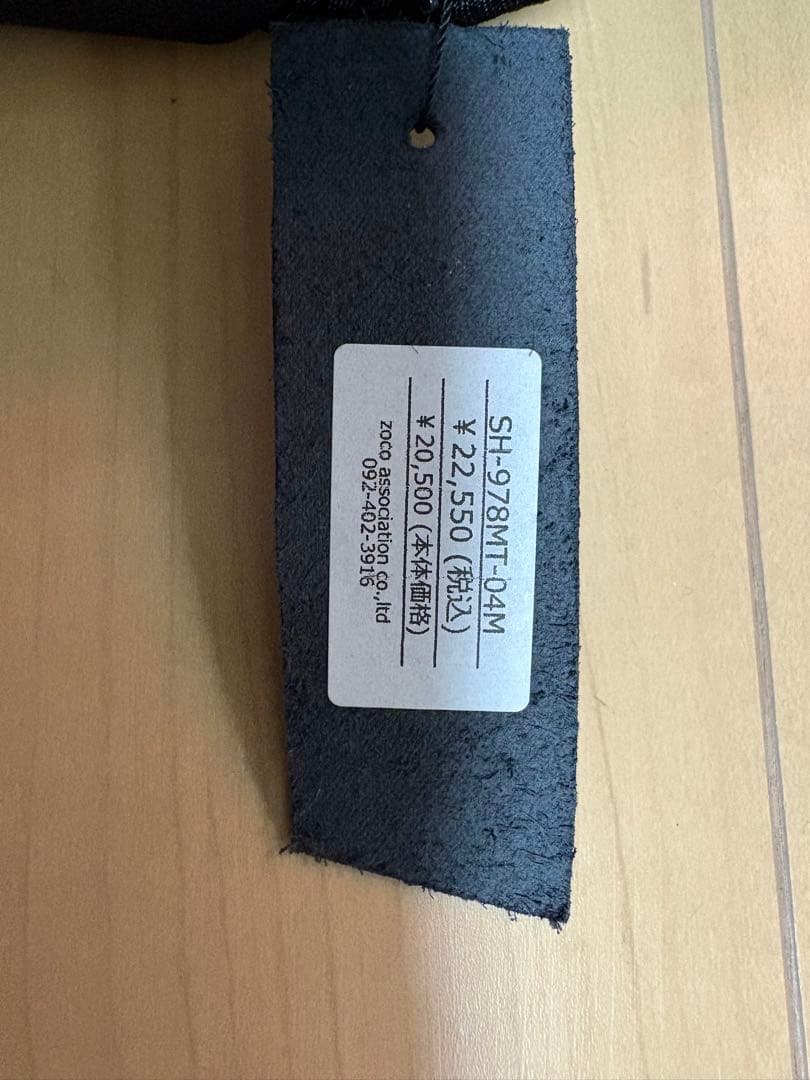 SH-978MT-04M
¥ 22,550 (税込)
¥ 20,500 (本体価格)
zoco association co.,ltd
092-402-3916